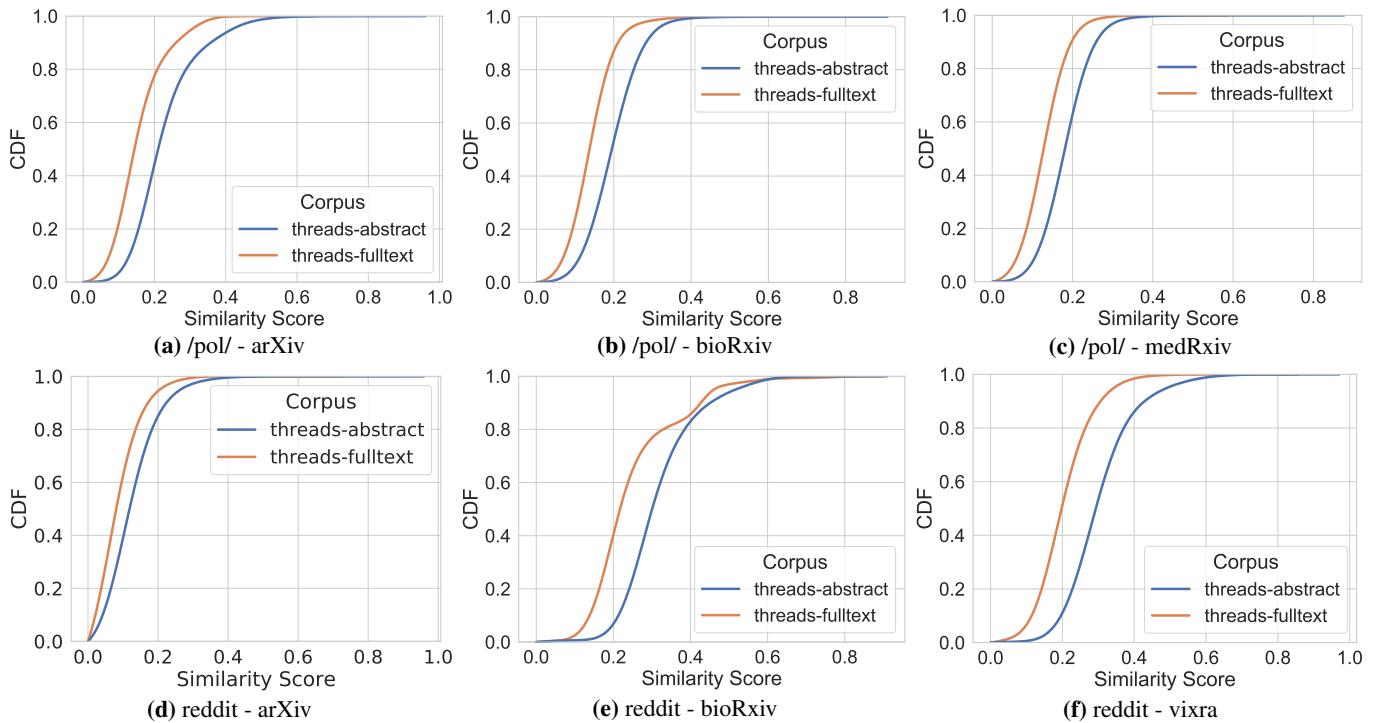 1.0
0.8
0.6
0.4
0.2
0.0
CDF
Corpus
threads-abstract
threads-fulltext
0.0 0.2 0.4 0.6 0.8 1.0
Similarity Score
(a) /pol/ - arXiv
1.0
0.8
0.6
0.4
0.2
0.0
CDF
Corpus
threads-abstract
threads-fulltext
0.0 0.2 0.4 0.6 0.8
Similarity Score
(b) /pol/ - bioRxiv
1.0
0.8
0.6
0.4
0.2
0.0
CDF
Corpus
threads-abstract
threads-fulltext
0.0 0.2 0.4 0.6 0.8
Similarity Score
(c) /pol/ - medRxiv
1.0
0.8
0.6
0.4
0.2
0.0
CDF
Corpus
threads-abstract
threads-fulltext
0.0 0.2 0.4 0.6 0.8 1.0
Similarity Score
(d) reddit - arXiv
1.0
0.8
0.6
0.4
0.2
0.0
CDF
Corpus
threads-abstract
threads-fulltext
0.0 0.2 0.4 0.6 0.8
Similarity Score
(e) reddit - bioRxiv
1.0
0.8
0.6
0.4
0.2
0.0
CDF
Corpus
threads-abstract
threads-fulltext
0.0 0.2 0.4 0.6 0.8 1.0
Similarity Score
(f) reddit - vixra